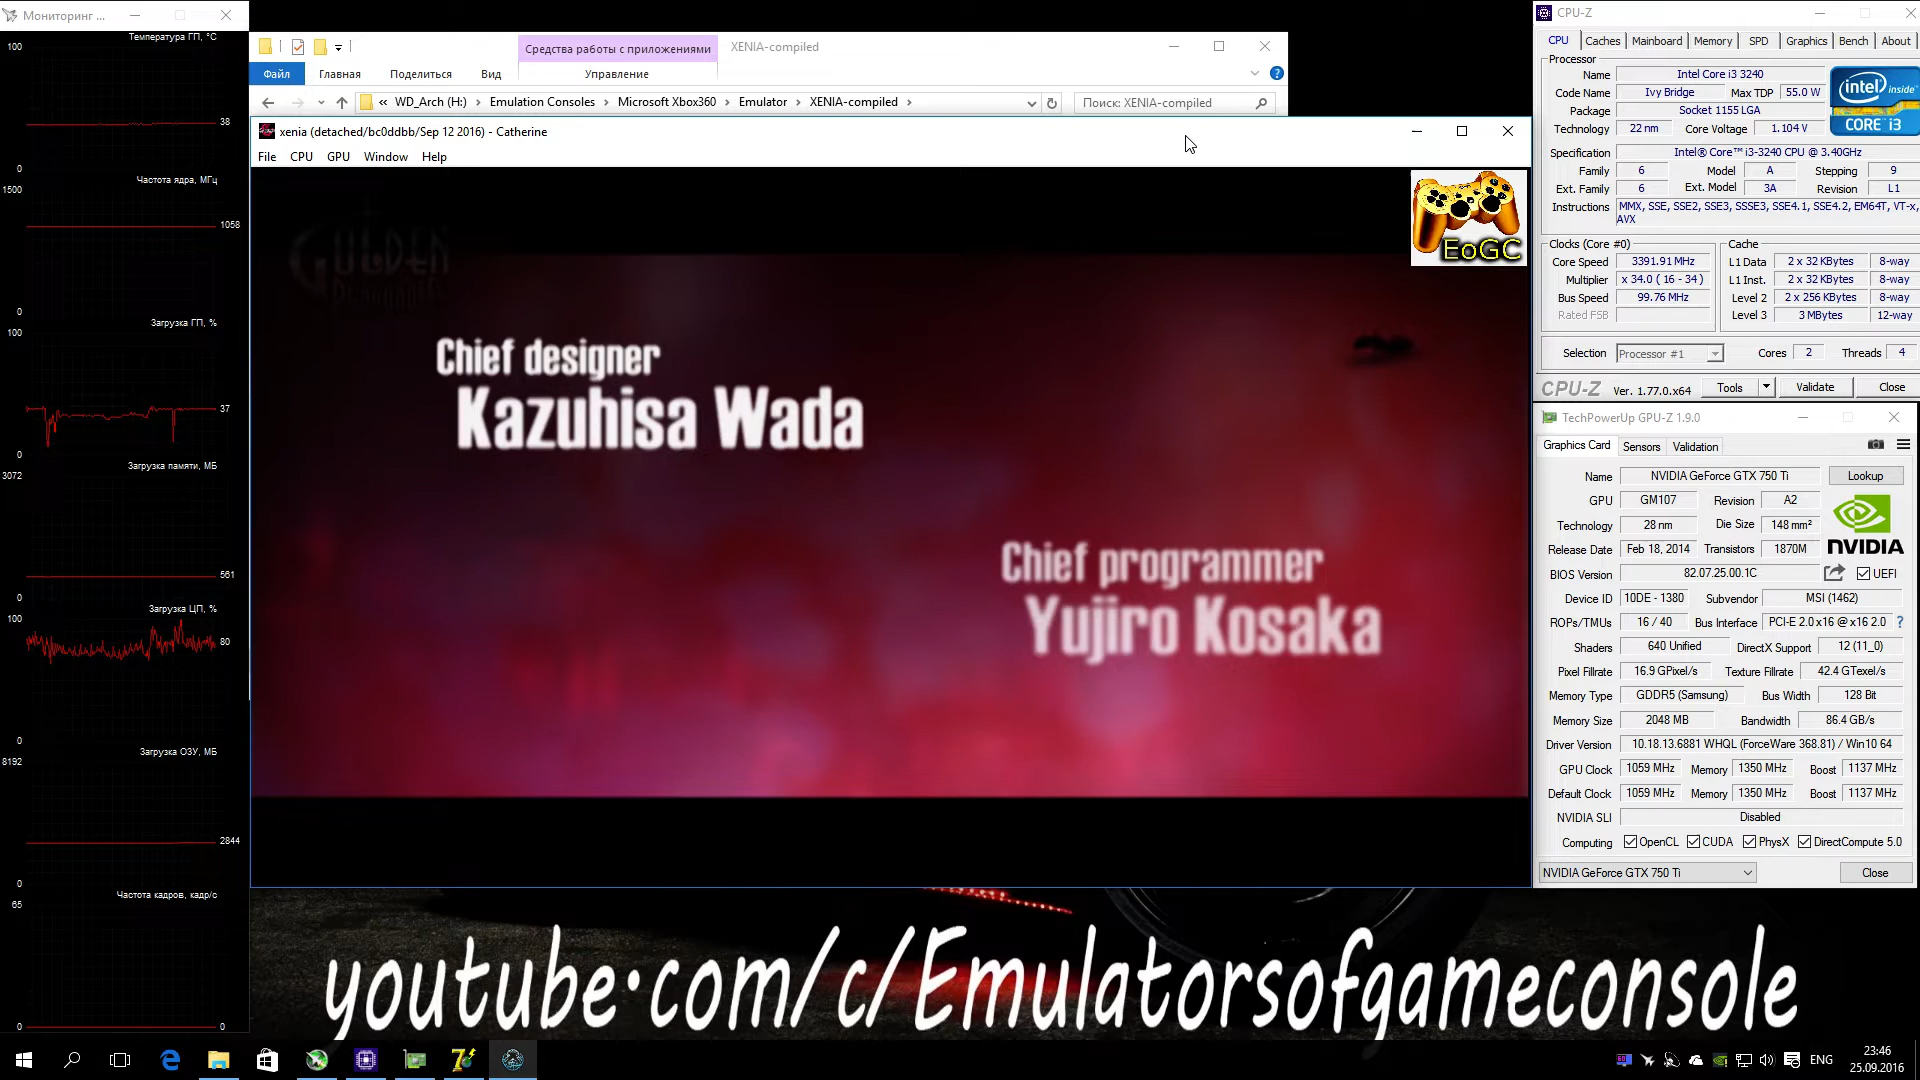 Мониторинг ...
Температура ГП, °C
100
38
0
Частота ядра, МГц
1500
1058
0
Загрузка ГП, %
100
37
0
Загрузка памяти, МБ
3072
561
0
Загрузка ЦП, %
100
80
0
Загрузка ОЗУ, МБ
8192
2844
0
Частота кадров, кадр/с
65
0
0
Средства работы с приложениями
XENIA-compiled
Файл
Главная
Поделиться
Вид
Управление
« WD_Arch (H:) › Emulation Consoles › Microsoft Xbox360 › Emulator › XENIA-compiled ›
Поиск: XENIA-compiled
xenia (detached/bc0ddbb/Sep 12 2016) - Catherine
File CPU GPU Window Help
EoGC
GOLDEN
Chief designer
Kazuhisa Wada
Chief programmer
Yujiro Kosaka
youtube.com/c/Emulatorsofgameconsole
CPU-Z
CPU Caches Mainboard Memory SPD Graphics Bench About
Processor
Name Intel Core i3 3240
Code Name Ivy Bridge Max TDP 55.0 W
Package Socket 1155 LGA
Technology 22 nm Core Voltage 1.104 V
intel inside™
CORE i3
Specification Intel® Core™ i3-3240 CPU @ 3.40GHz
Family 6 Model A Stepping 9
Ext. Family 6 Ext. Model 3A Revision L1
Instructions MMX, SSE, SSE2, SSE3, SSSE3, SSE4.1, SSE4.2, EM64T, VT-x,
AVX
Clocks (Core #0)
Core Speed 3391.91 MHz
Multiplier x 34.0 ( 16 - 34 )
Bus Speed 99.76 MHz
Rated FSB
Cache
L1 Data 2 x 32 KBytes 8-way
L1 Inst. 2 x 32 KBytes 8-way
Level 2 2 x 256 KBytes 8-way
Level 3 3 MBytes 12-way
Selection Processor #1 Cores 2 Threads 4
CPU-Z Ver. 1.77.0.x64 Tools Validate Close
TechPowerUp GPU-Z 1.9.0
Graphics Card Sensors Validation
Name NVIDIA GeForce GTX 750 Ti Lookup
GPU GM107 Revision A2
Technology 28 nm Die Size 148 mm²
Release Date Feb 18, 2014 Transistors 1870M
NVIDIA
BIOS Version 82.07.25.00.1C UEFI
Device ID 10DE - 1380 Subvendor MSI (1462)
ROPs/TMUs 16 / 40 Bus Interface PCI-E 2.0 x16 @ x16 2.0 ?
Shaders 640 Unified DirectX Support 12 (11_0)
Pixel Fillrate 16.9 GPixel/s Texture Fillrate 42.4 GTexel/s
Memory Type GDDR5 (Samsung) Bus Width 128 Bit
Memory Size 2048 MB Bandwidth 86.4 GB/s
Driver Version 10.18.13.6881 WHQL (ForceWare 368.81) / Win10 64
GPU Clock 1059 MHz Memory 1350 MHz Boost 1137 MHz
Default Clock 1059 MHz Memory 1350 MHz Boost 1137 MHz
NVIDIA SLI Disabled
Computing OpenCL CUDA PhysX DirectCompute 5.0
NVIDIA GeForce GTX 750 Ti Close
ENG
23:46
25.09.2016